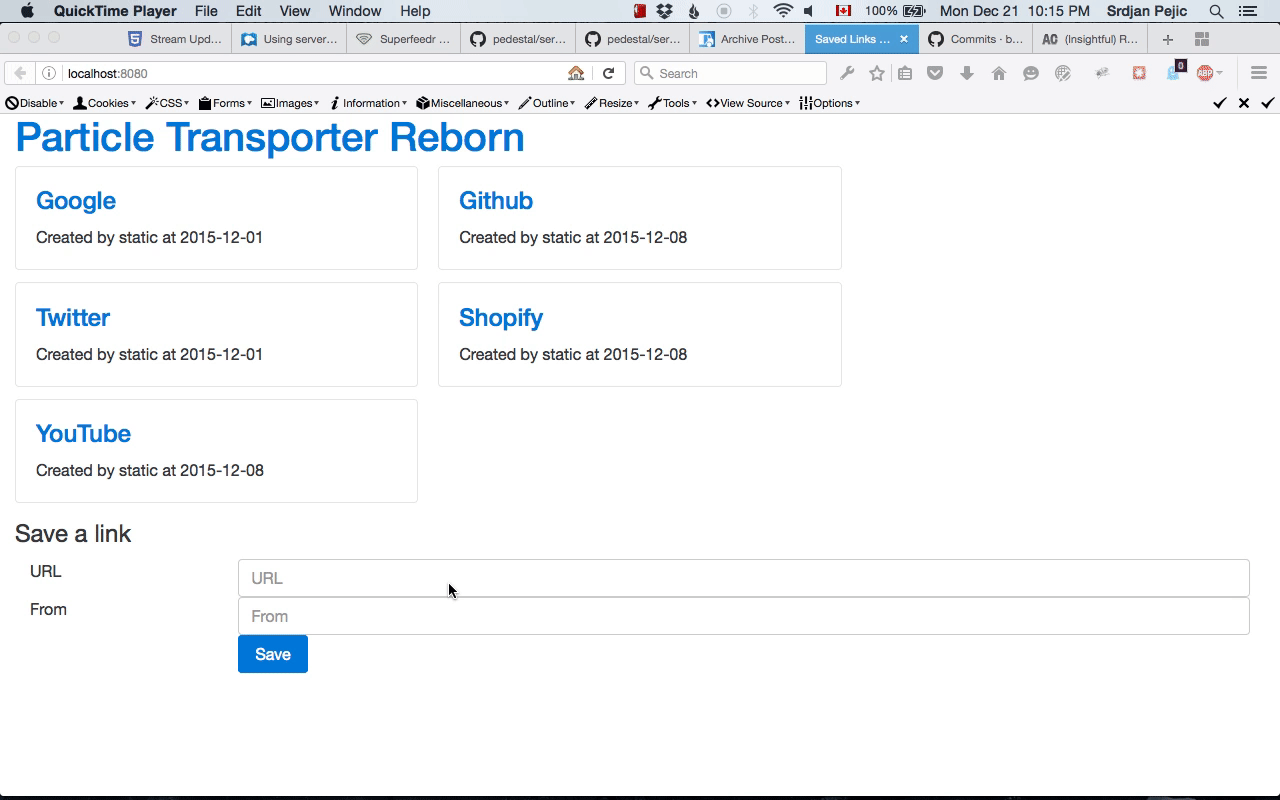 QuickTime Player File Edit View Window Help 100% Mon Dec 21 10:15 PM Srdjan Pejic
Stream Upd... Using server... Superfeedr ... pedestal/ser... pedestal/ser... Archive Post... Saved Links ... × Commits · b... AC (Insightful) R... +
localhost:8080 Search 0 ABP
Disable Cookies CSS Forms Images Information Miscellaneous Outline Resize Tools View Source Options
Particle Transporter Reborn
Google
Created by static at 2015-12-01
Github
Created by static at 2015-12-08
Twitter
Created by static at 2015-12-01
Shopify
Created by static at 2015-12-08
YouTube
Created by static at 2015-12-08
Save a link
URL URL
From From
Save